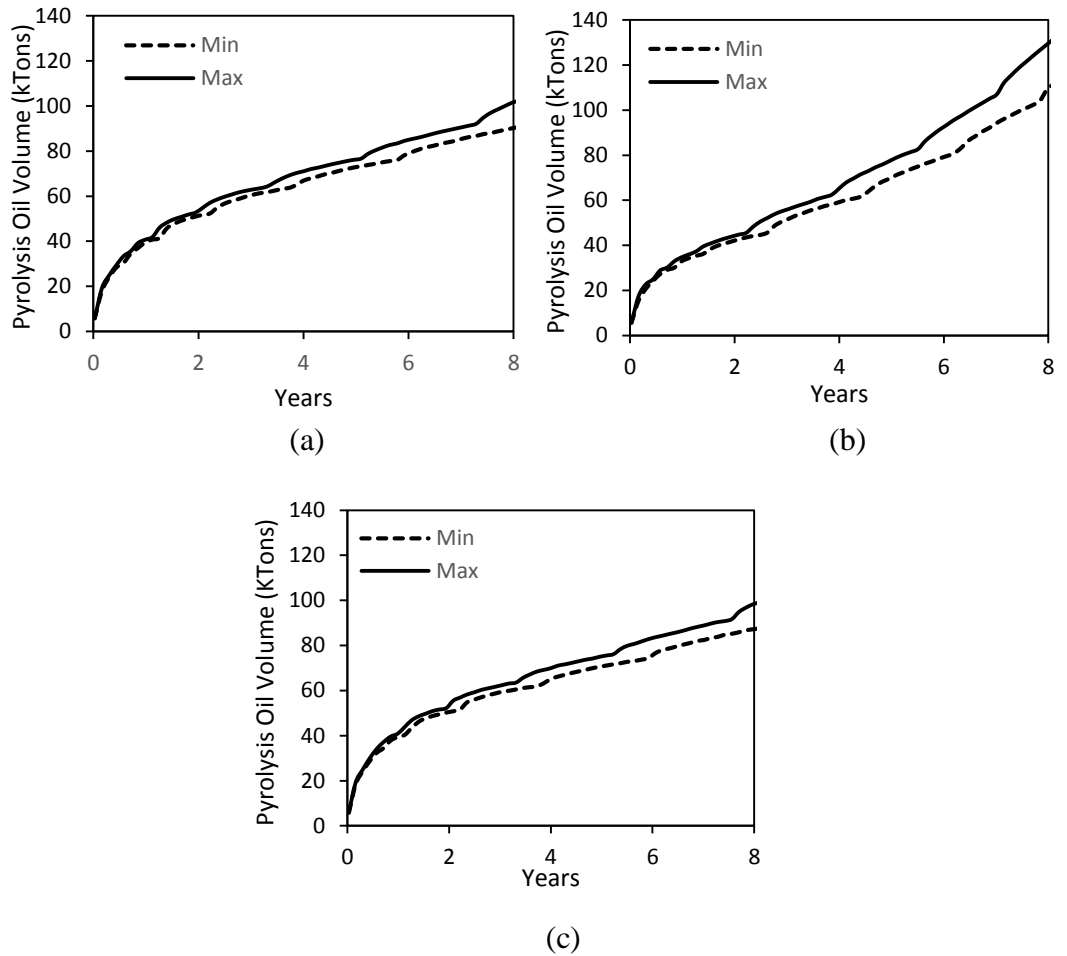 Pyrolysis Oil Volume (kTons)
140
120
100
80
60
40
20
0
Min
Max
0 2 4 6 8
Years
(a)
Pyrolysis Oil Volume (kTons)
140
120
100
80
60
40
20
0
Min
Max
0 2 4 6 8
Years
(b)
Pyrolysis Oil Volume (KTons)
140
120
100
80
60
40
20
0
Min
Max
0 2 4 6 8
Years
(c)